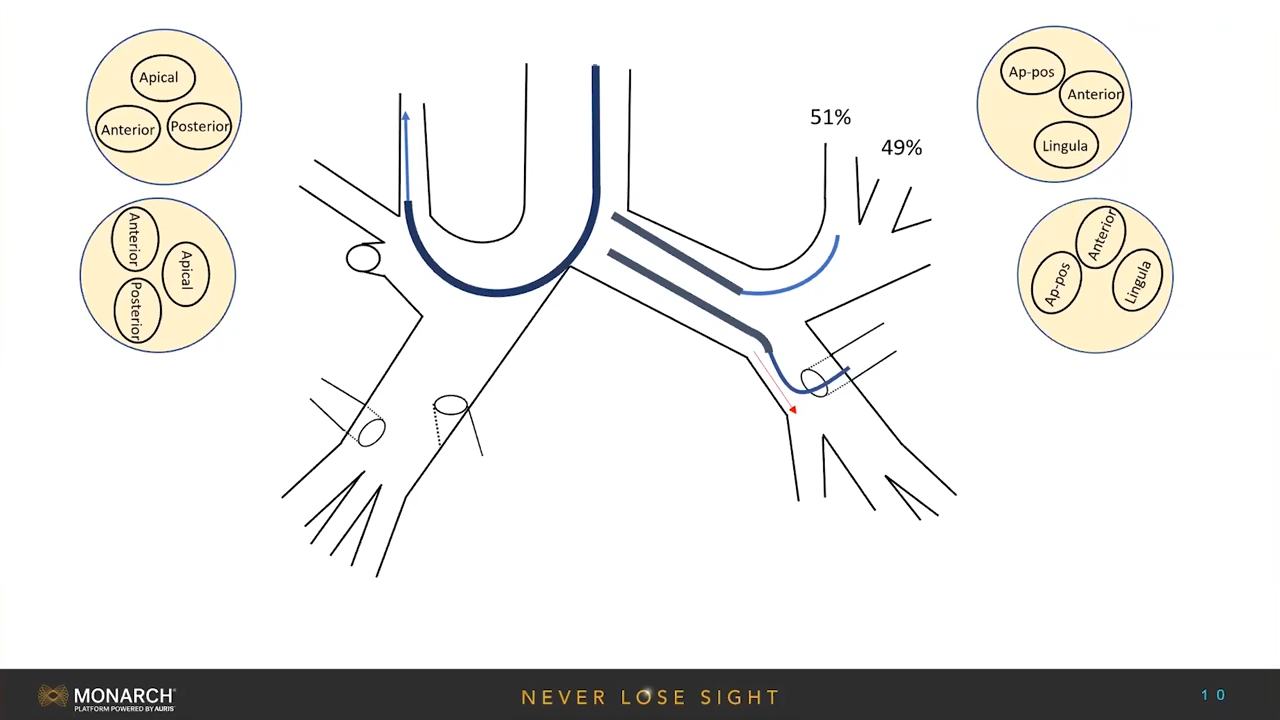 Apical
Anterior
Posterior
Anterior
Apical
Posterior
51%
49%
Ap-pos
Anterior
Lingula
Anterior
Ap-pos
Lingula
MONARCH®
PLATFORM POWERED BY AURIS
NEVER LOSE SIGHT
10